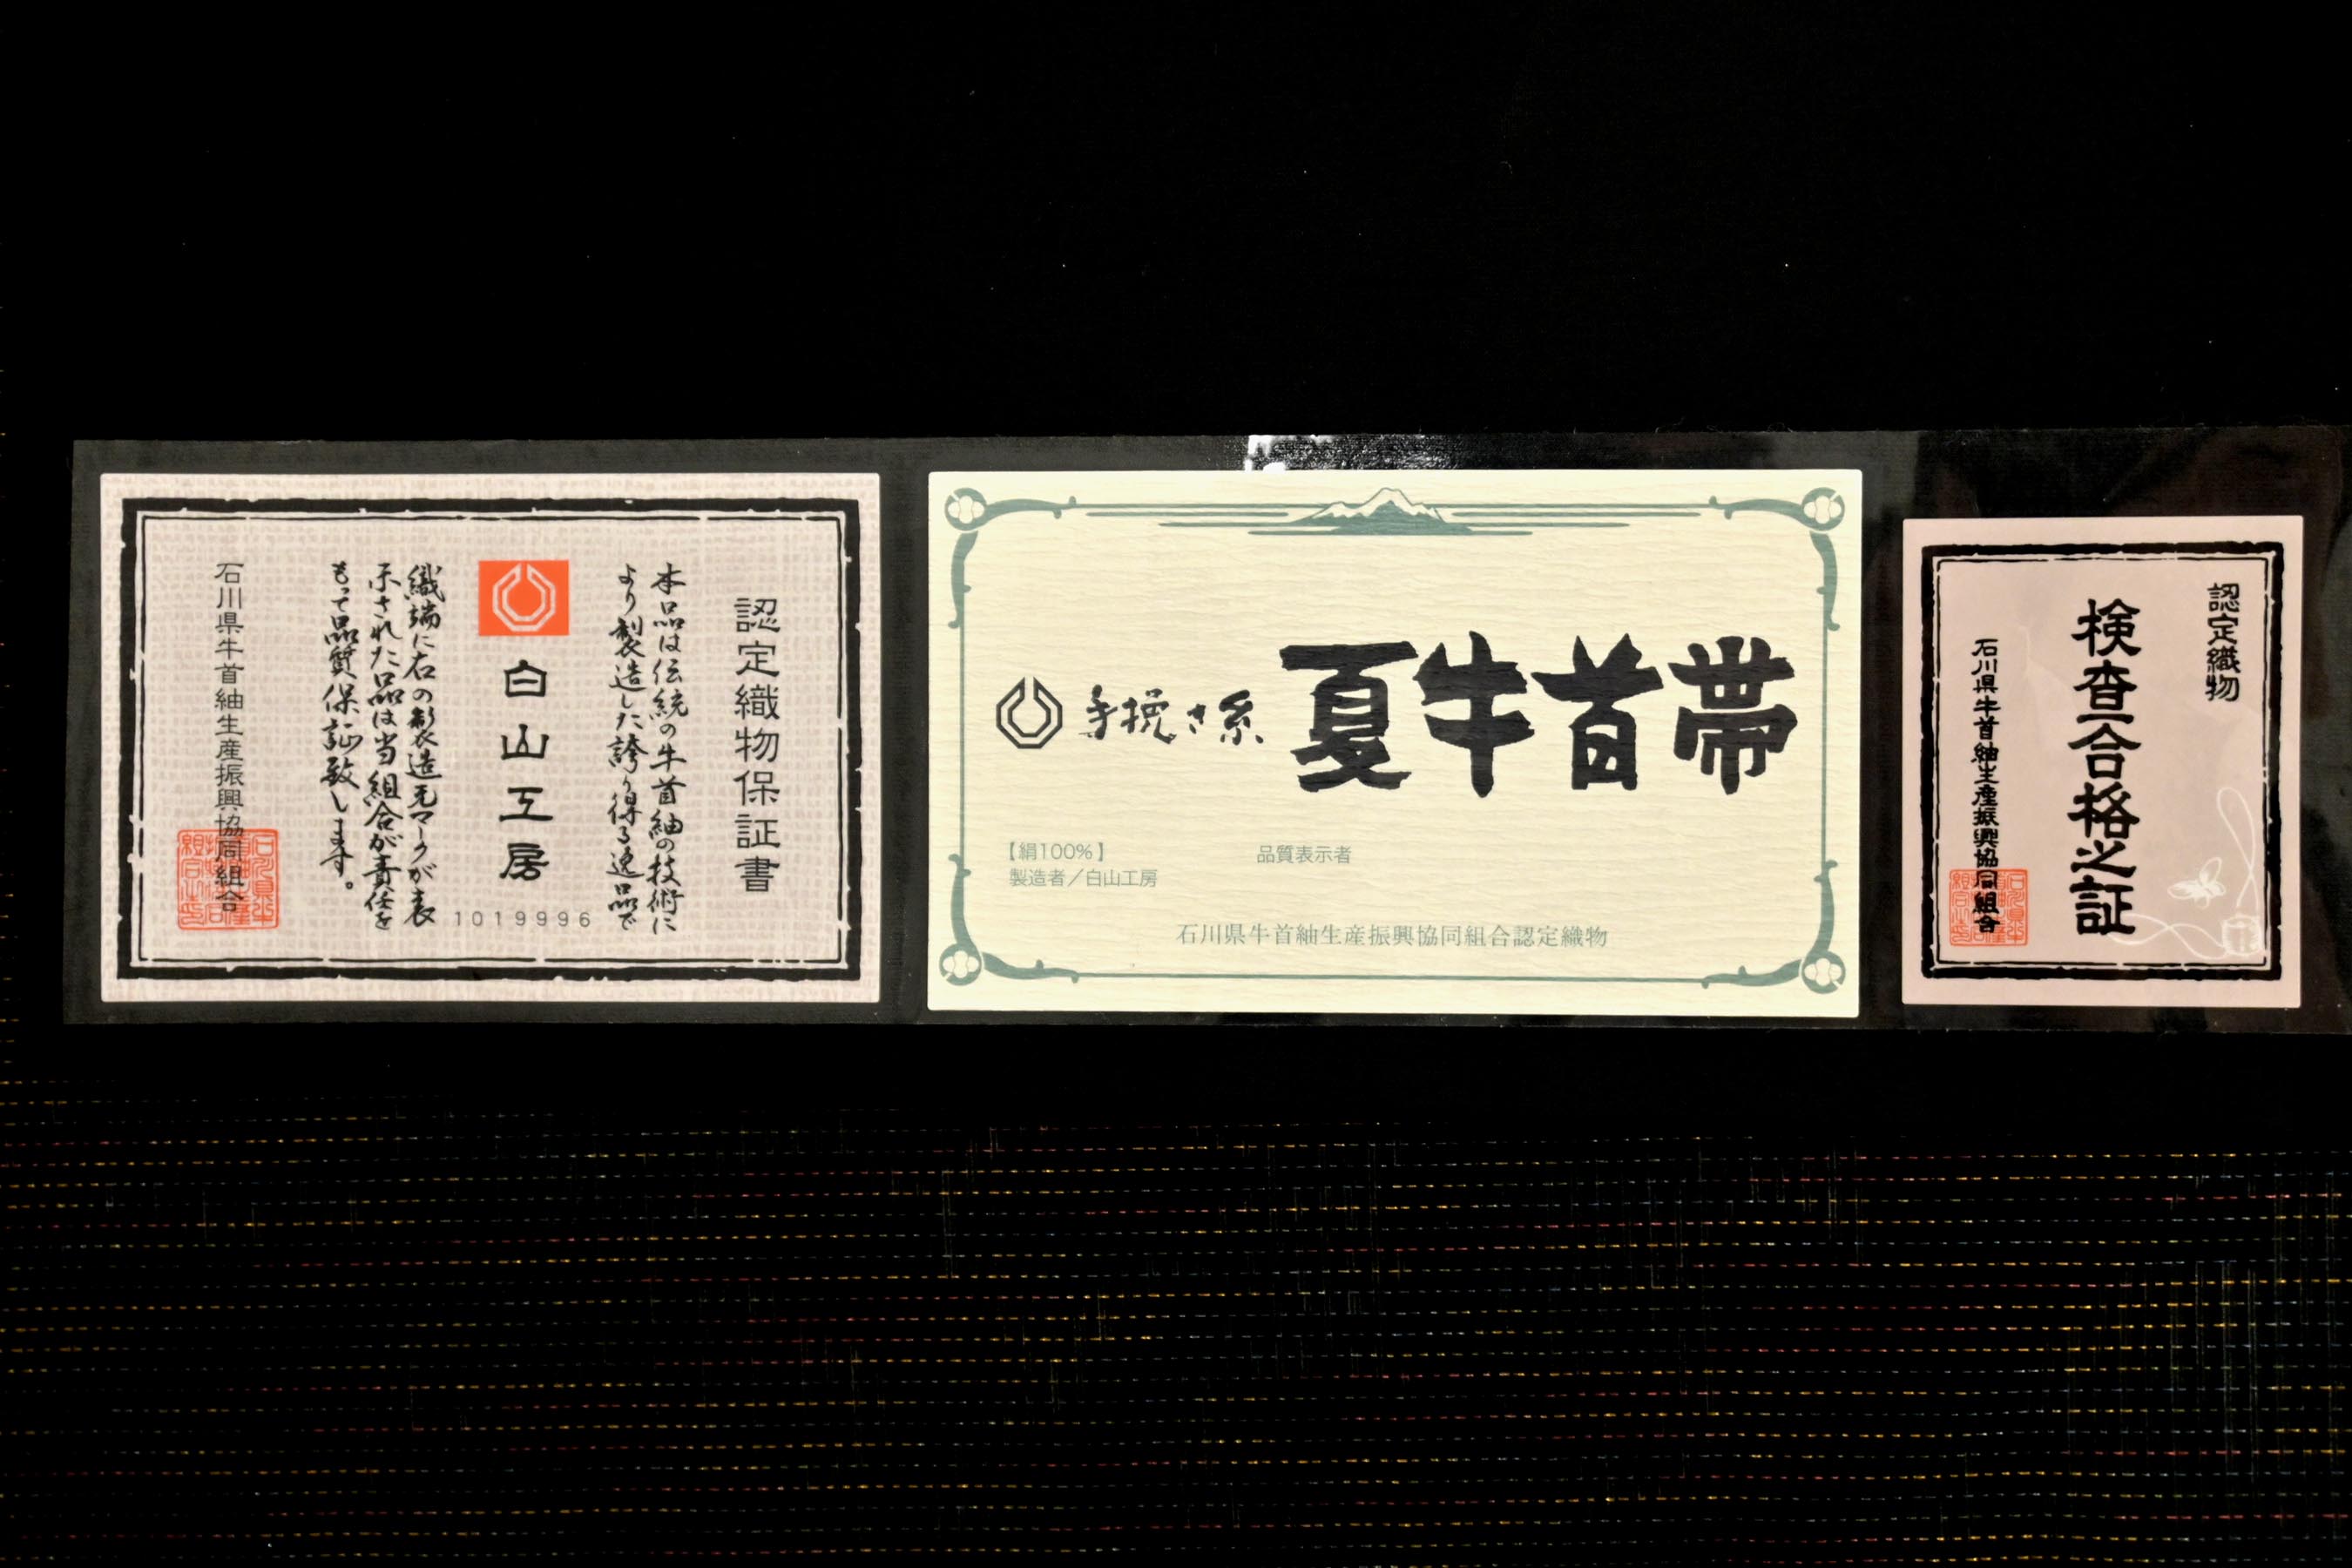 認定織物保証書
本品は伝統の牛首紬の技術に
より製造した誇り得る逸品で
白山工房
1019996
織端に右の製造元マークが表
示された品は当組合が責任を
もって品質保証致します。
石川県牛首紬生産振興協同組合
手挽き糸
夏牛首帯
【絹100%】
製造者／白山工房
品質表示者
石川県牛首紬生産振興協同組合認定織物
認定織物
検査合格之証
石川県牛首紬生産振興協同組合